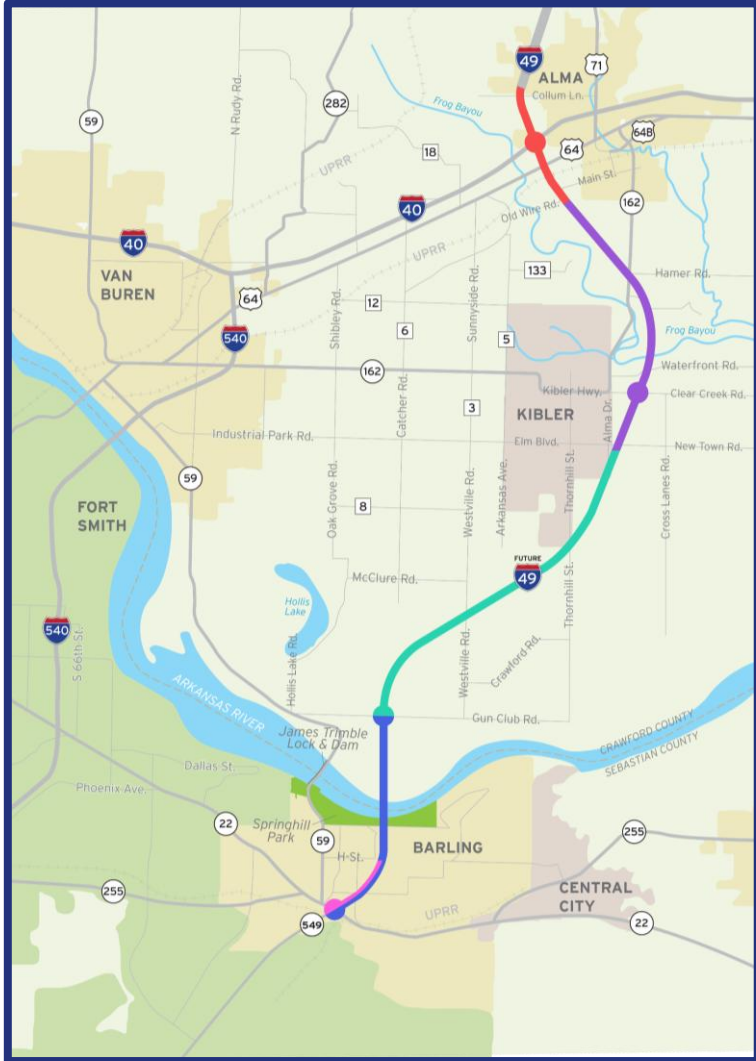 49
ALMA
71
Collum Ln.
282
59
N Rudy Rd.
Frog Bayou
64B
18
64
UPRR
Main St.
40
162
Old Wire Rd.
40
UPRR
133
Hamer Rd.
VAN
BUREN
64
Shibley Rd.
12
Sunnyside Rd.
6
5
Frog Bayou
540
162
Waterfront Rd.
Kibler Hwy.
Clear Creek Rd.
Catcher Rd.
3
KIBLER
Alma Dr.
Industrial Park Rd.
Elm Blvd.
New Town Rd.
59
Oak Grove Rd.
Westville Rd.
Arkansas Ave.
Thornhill St.
Cross Lanes Rd.
8
FORT
SMITH
FUTURE
49
McClure Rd.
Hollis
Lake
Thornhill St.
540
S 66th St.
Hollis Lake Rd.
Westville Rd.
Crawford Rd.
ARKANSAS RIVER
Gun Club Rd.
James Trimble
Lock & Dam
CRAWFORD COUNTY
SEBASTIAN COUNTY
Dallas St.
Phoenix Ave.
22
Springhill
Park
59
H-St.
BARLING
255
255
CENTRAL
CITY
549
UPRR
22